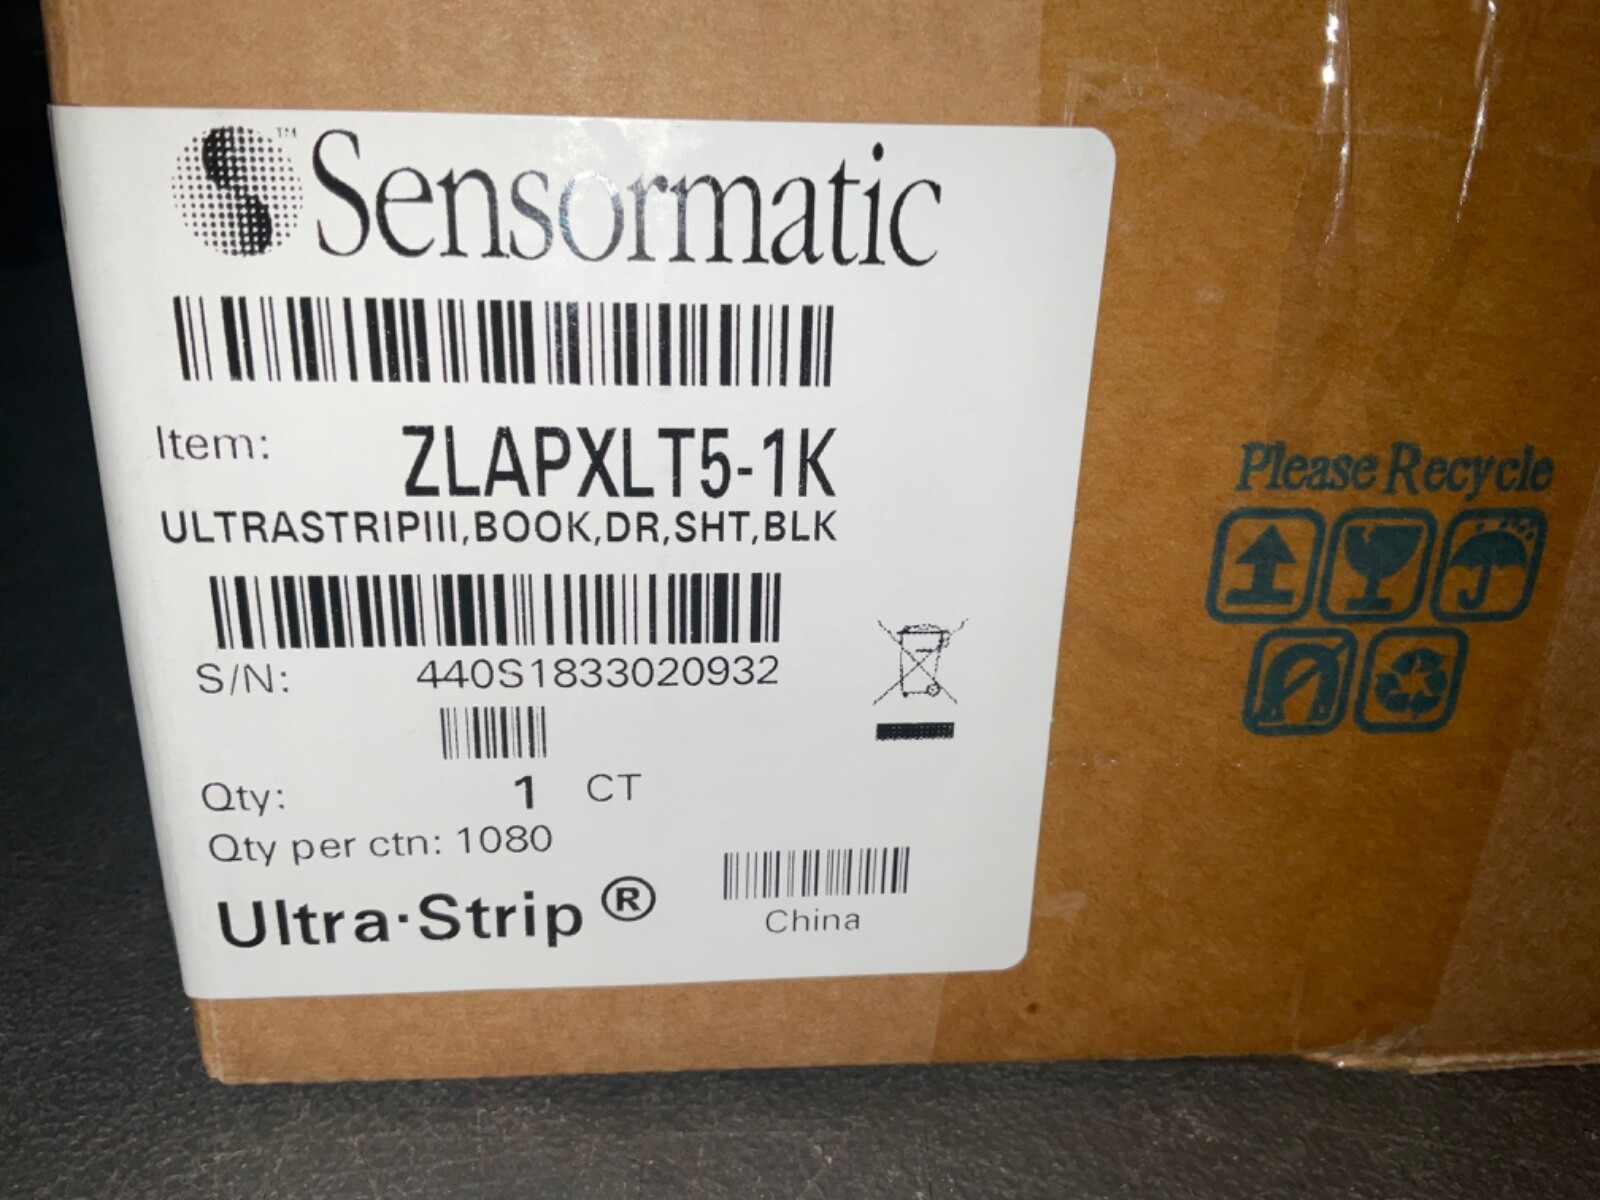 Sensormatic™
Item: ZLAPXLT5-1K
ULTRASTRIPIII,BOOK,DR,SHT,BLK
S/N: 440S1833020932
Qty: 1 CT
Qty per ctn: 1080
Ultra·Strip®
China
Please Recycle